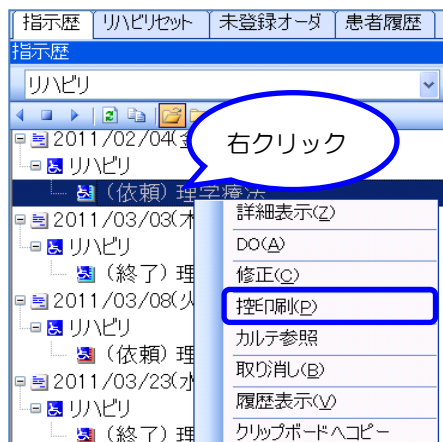 指示歴 リハビリセット 未登録オーダ 患者履歴
指示歴
リハビリ
2011/02/04(金
右クリック
リハビリ
(依頼) 理学療法
2011/03/03(木
リハビリ
(終了) 理
2011/03/08(火
リハビリ
(依頼) 理
2011/03/23(水
リハビリ
(終了) 理
詳細表示(Z)
DO(A)
修正(C)
控印刷(P)
カルテ参照
取り消し(B)
履歴表示(V)
クリップボードへコピー